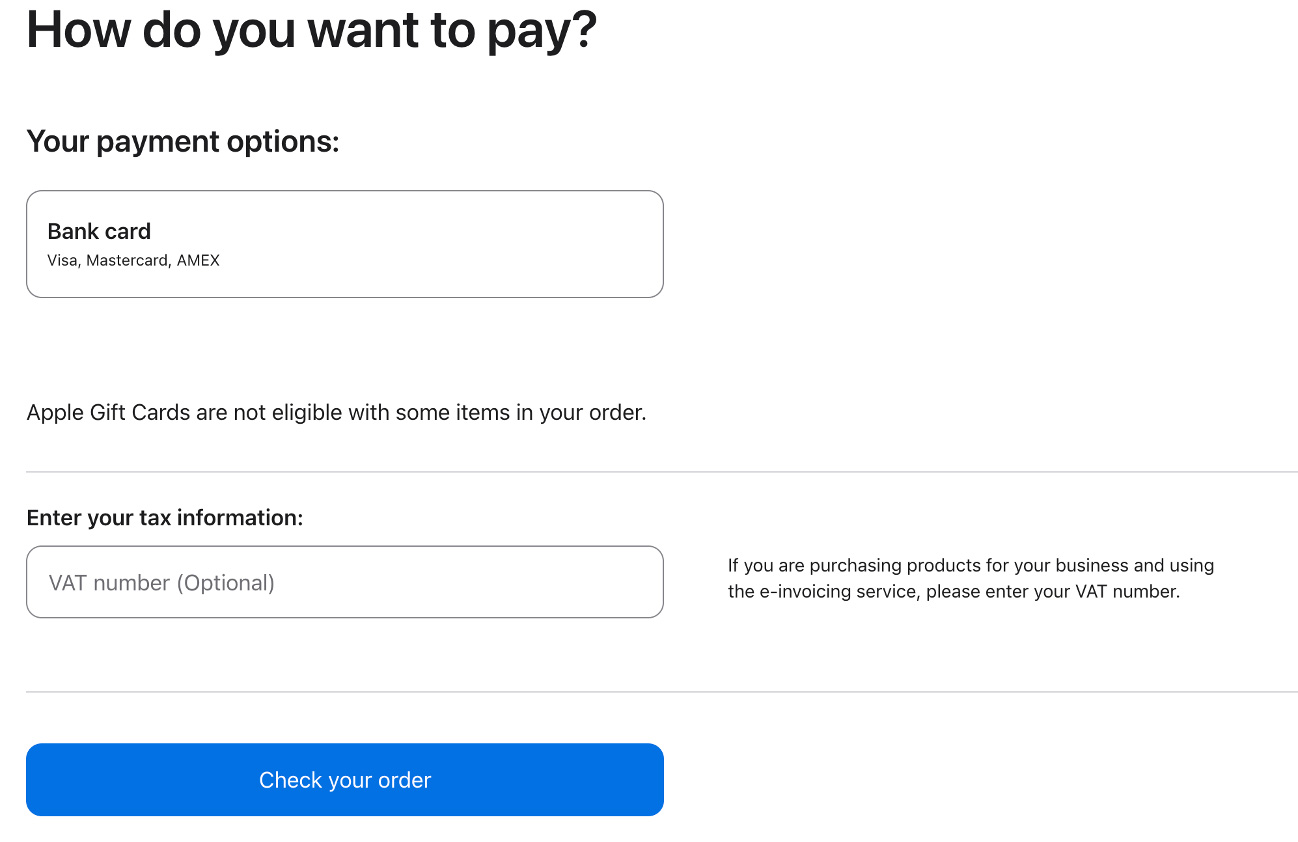 How do you want to pay?
Your payment options:
Bank card
Visa, Mastercard, AMEX
Apple Gift Cards are not eligible with some items in your order.
Enter your tax information:
VAT number (Optional)
If you are purchasing products for your business and using
the e-invoicing service, please enter your VAT number.
Check your order